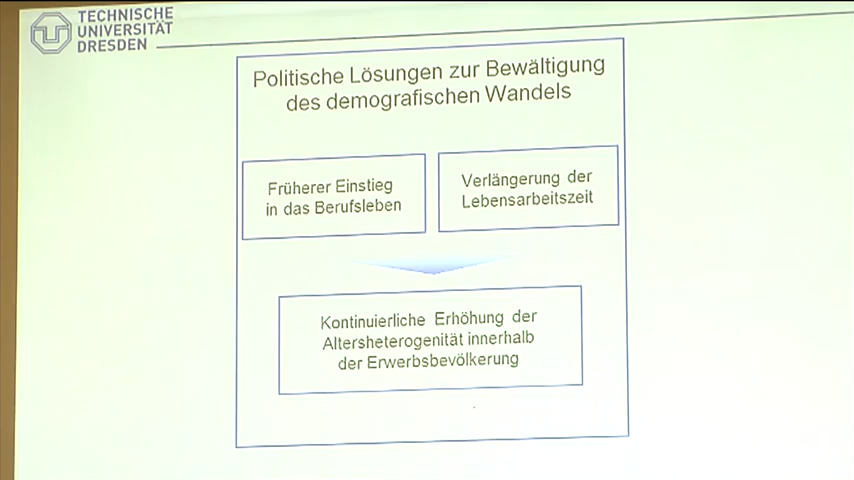 TECHNISCHE
UNIVERSITÄT
DRESDEN
Politische Lösungen zur Bewältigung
des demografischen Wandels
Früherer Einstieg
in das Berufsleben
Verlängerung der
Lebensarbeitszeit
Kontinuierliche Erhöhung der
Altersheterogenität innerhalb
der Erwerbsbevölkerung